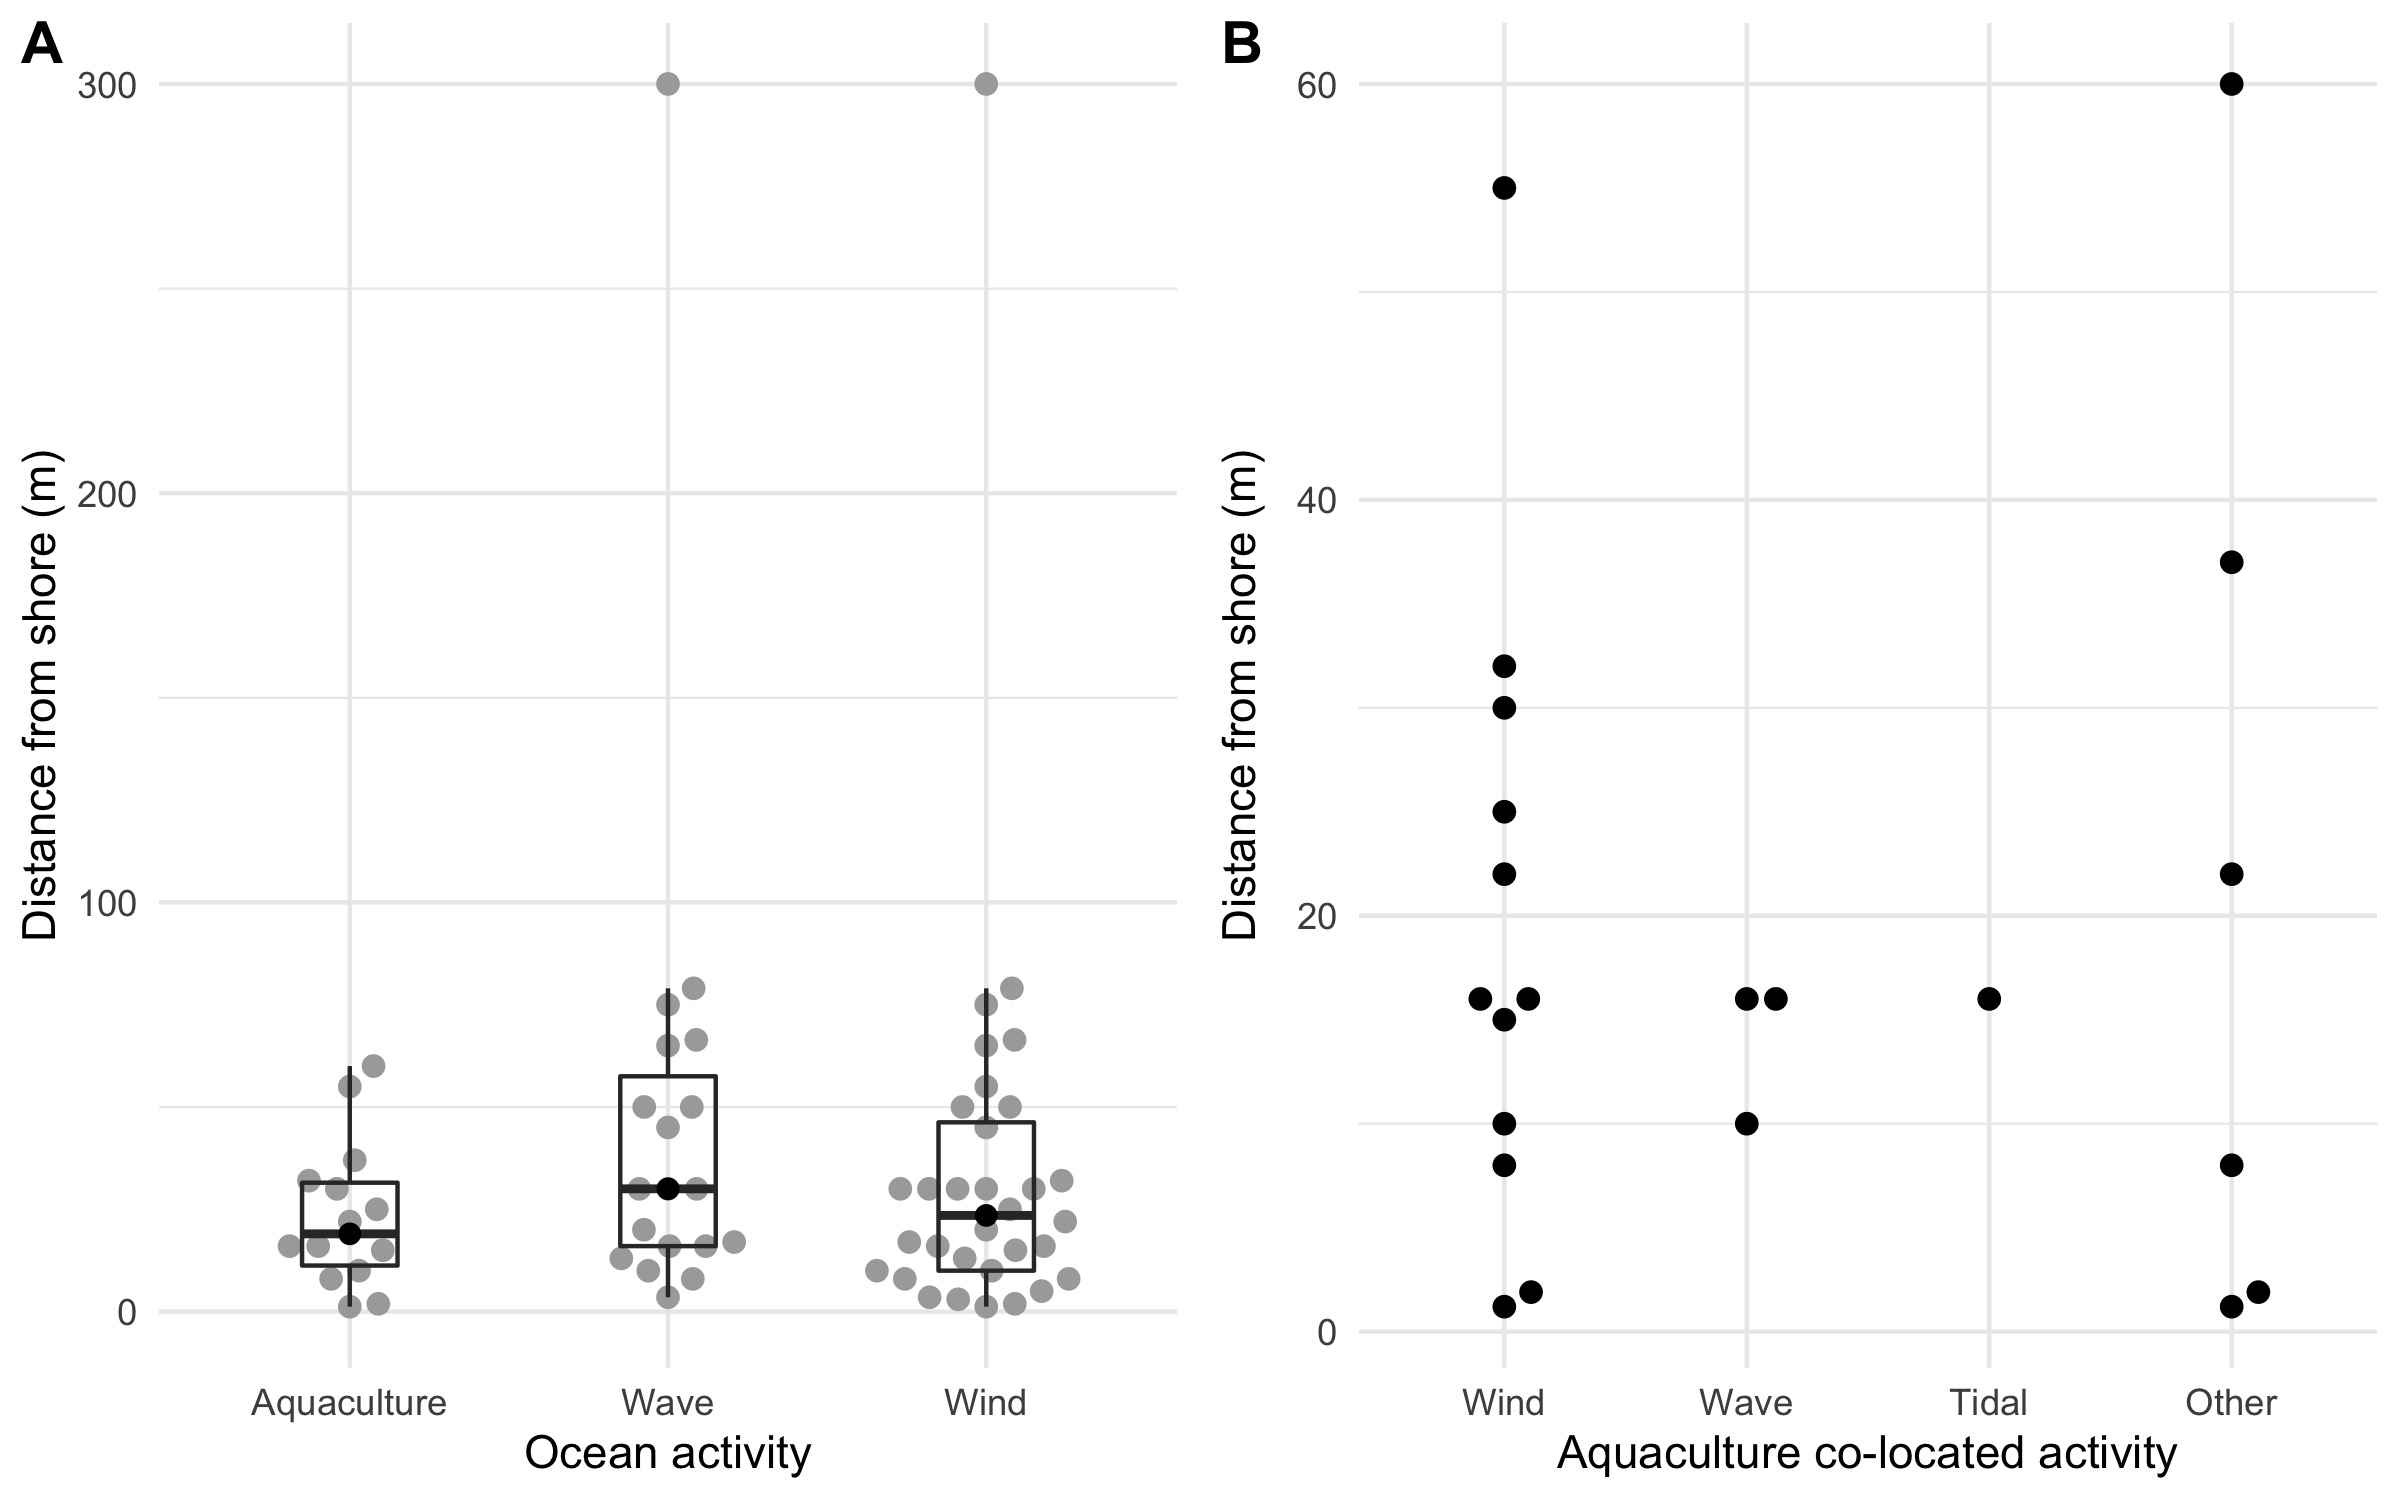 A
300
200
100
0
Distance from shore (m)
Aquaculture Wave Wind
Ocean activity
B
60
40
20
0
Distance from shore (m)
Wind Wave Tidal Other
Aquaculture co-located activity